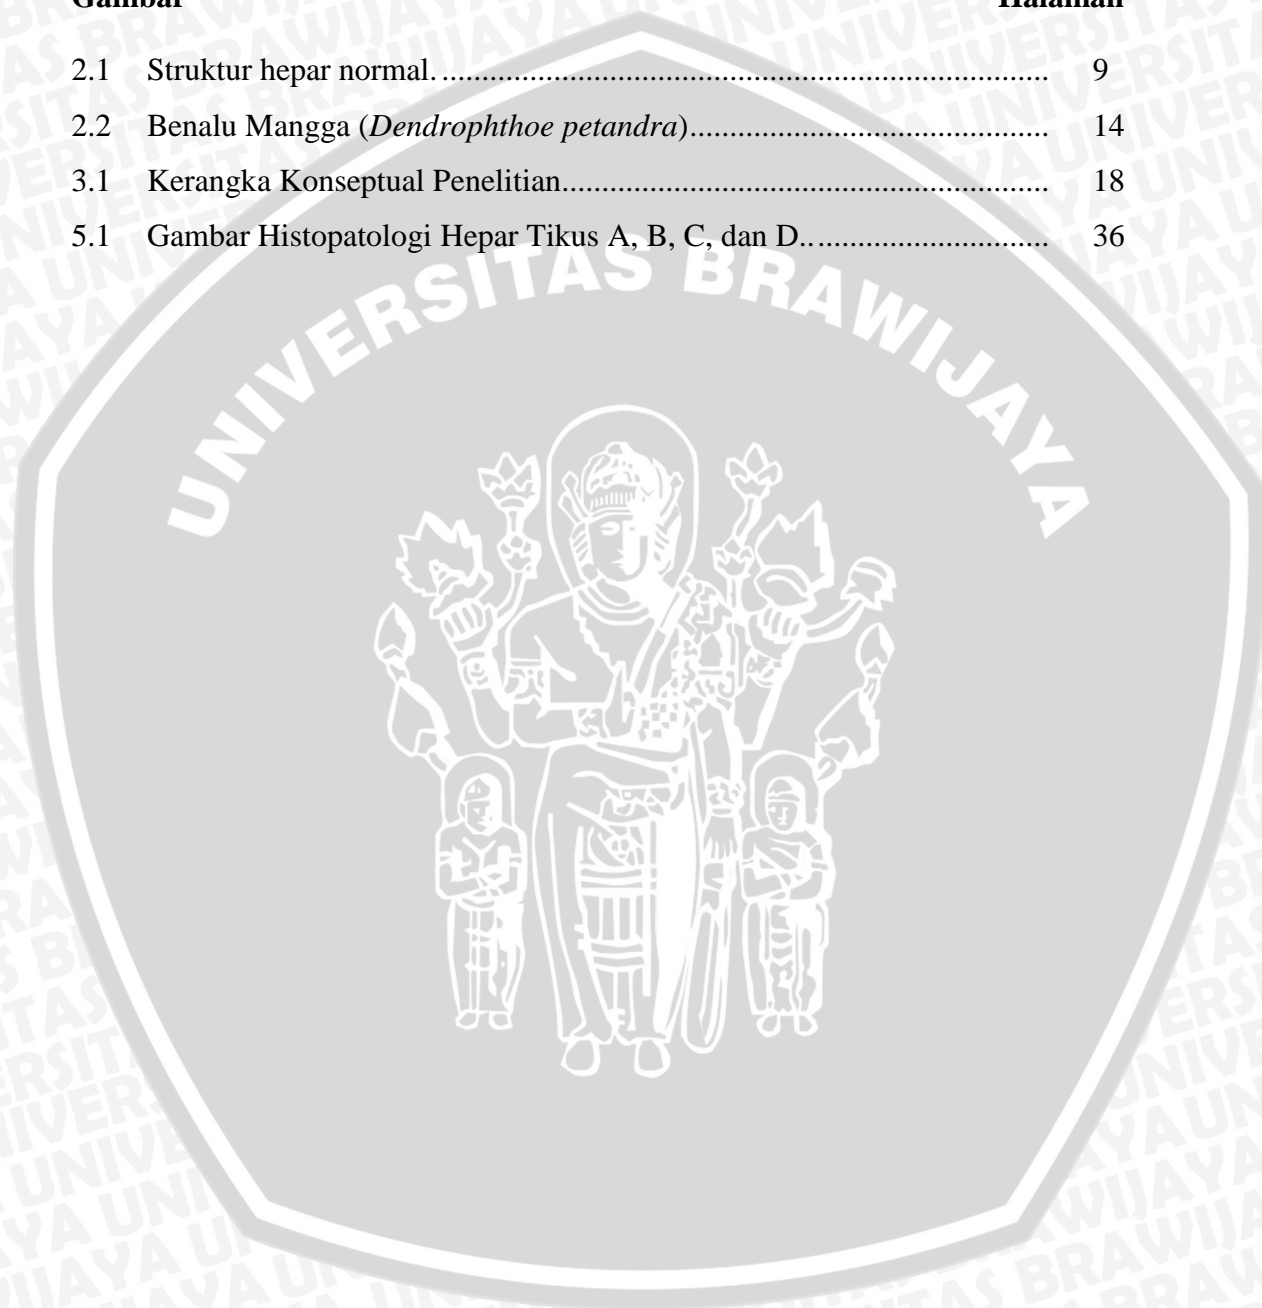 Gambar Halaman
2.1 Struktur hepar normal. ........................................................................... 9
2.2 Benalu Mangga (Dendrophthoe petandra)............................................ 14
3.1 Kerangka Konseptual Penelitian............................................................ 18
5.1 Gambar Histopatologi Hepar Tikus A, B, C, dan D.............................. 36
UNIVERSITAS BRAWIJAYA